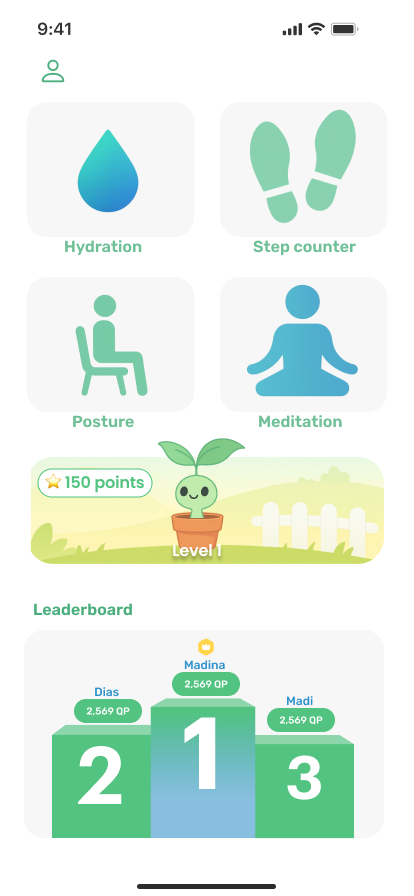 9:41
Hydration
Step counter
Posture
Meditation
150 points
Level 1
Leaderboard
Madina
2,569 QP
Dias
2,569 QP
Madi
2,569 QP
2
1
3